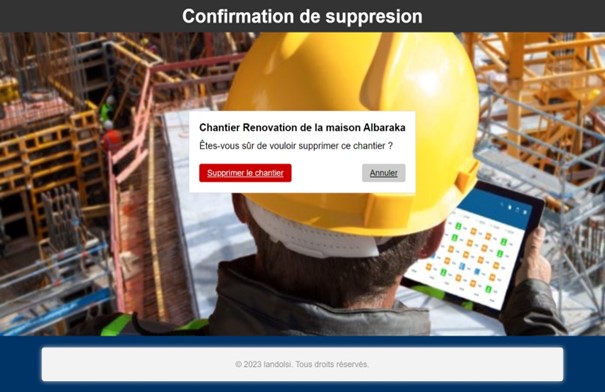 Confirmation de suppresion
Chantier Renovation de la maison Albaraka
Êtes-vous sûr de vouloir supprimer ce chantier ?
Supprimer le chantier
Annuler
© 2023 landolsi. Tous droits réservés.